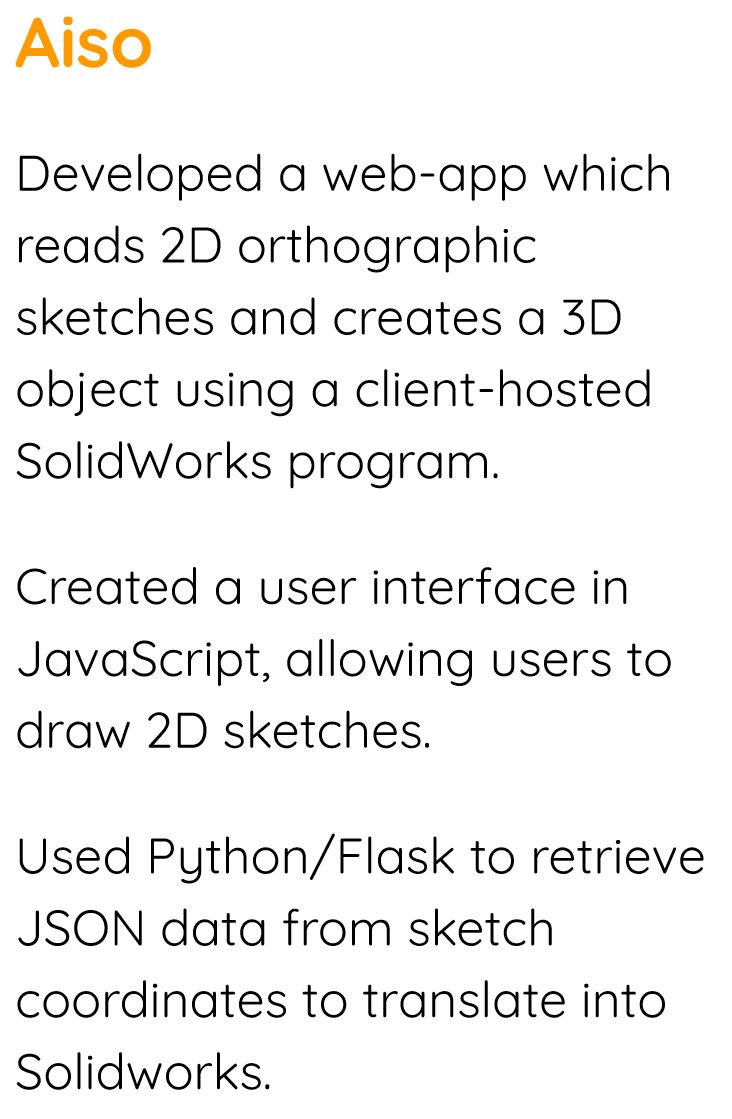 Aiso
Developed a web-app which
reads 2D orthographic
sketches and creates a 3D
object using a client-hosted
SolidWorks program.
Created a user interface in
JavaScript, allowing users to
draw 2D sketches.
Used Python/Flask to retrieve
JSON data from sketch
coordinates to translate into
Solidworks.